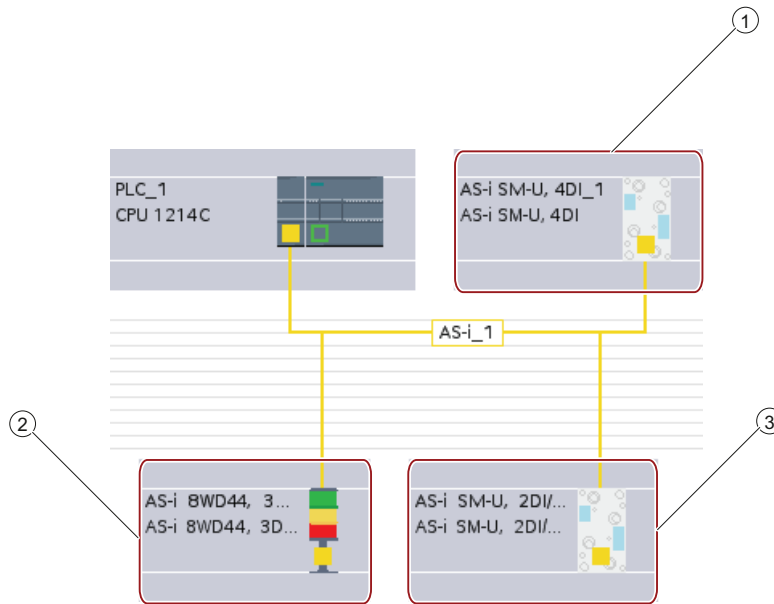 1
PLC_1
CPU 1214C
AS-i SM-U, 4DI_1
AS-i SM-U, 4DI
AS-i_1
2
3
AS-i 8WD44, 3...
AS-i 8WD44, 3D...
AS-i SM-U, 2DI/...
AS-i SM-U, 2DI/...